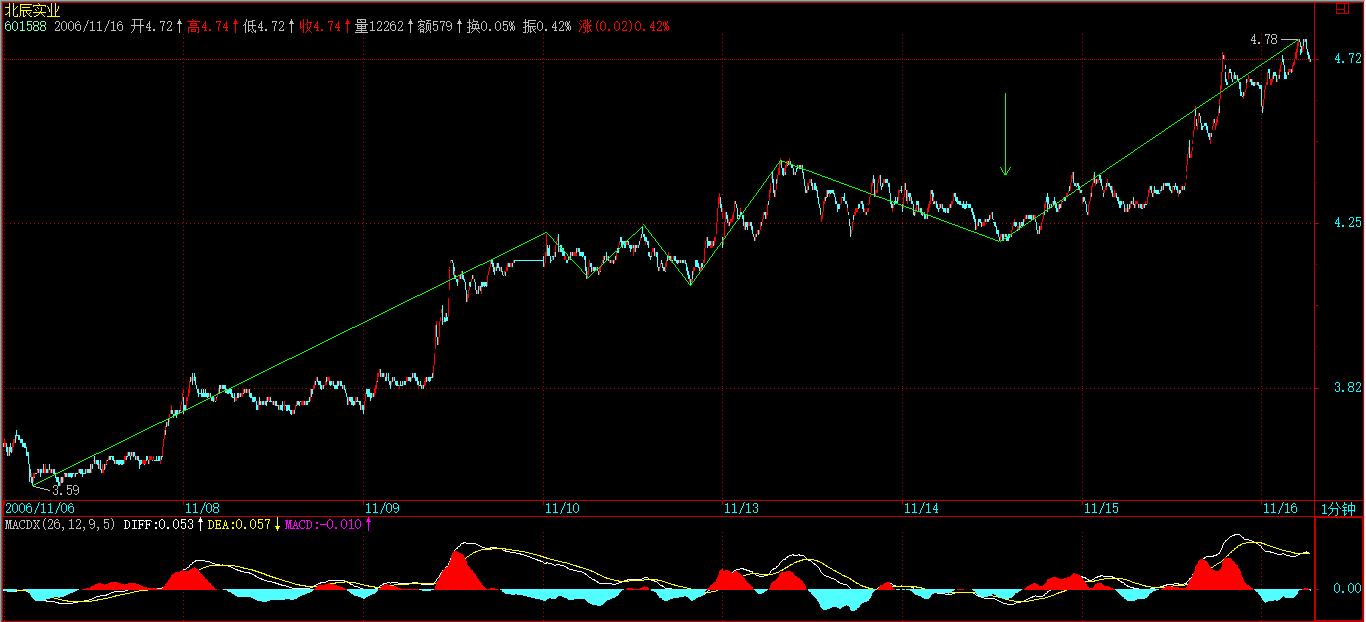 北辰实业
601588 2006/11/16 开4.72↑高4.74↑低4.72↑收4.74↑量12262↑额579↑换0.05% 振0.42% 涨(0.02)0.42%
4.78
4.72
4.25
3.82
3.59
2006/11/06 11/08 11/09 11/10 11/13 11/14 11/15 11/16 1分钟
MACDX(26,12,9,5) DIFF:0.053↑DEA:0.057↓MACD:-0.010↑
0.00